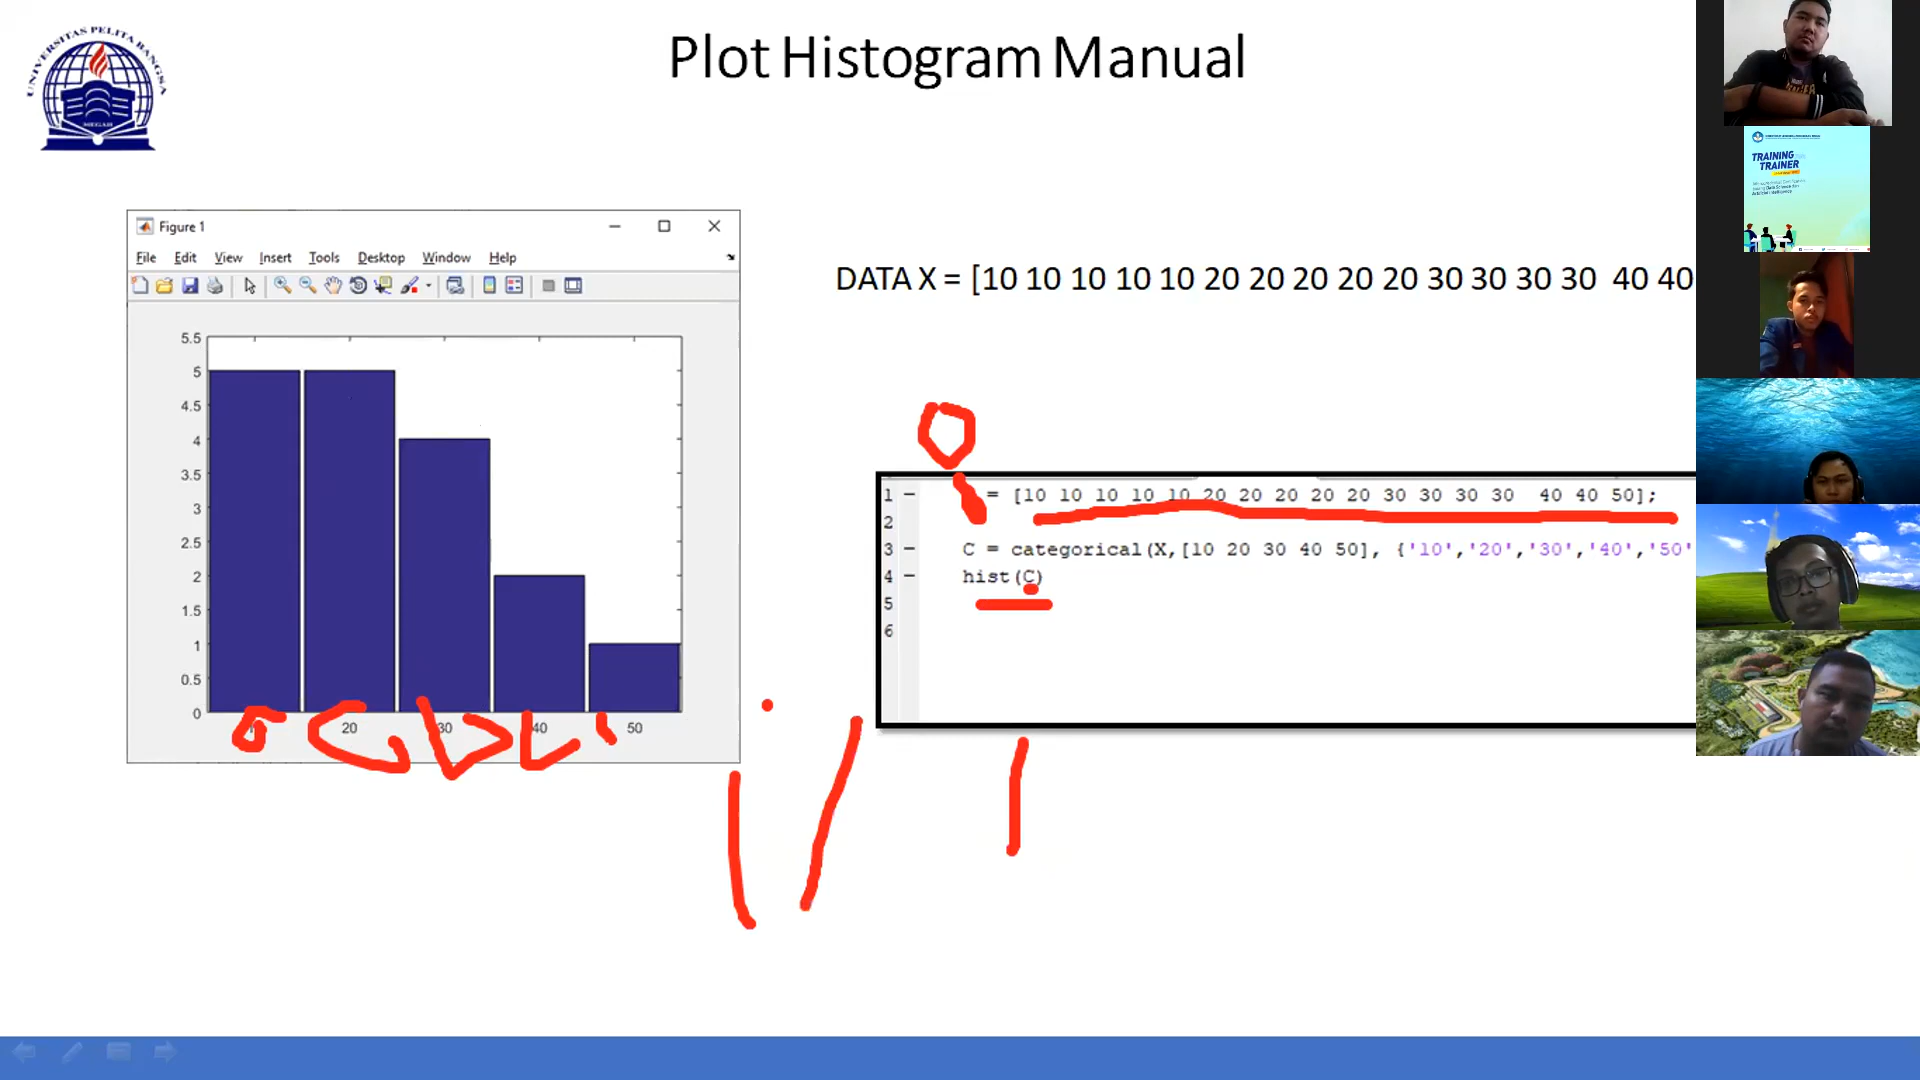 Plot Histogram Manual
UNIVERSITAS PELITA BANGSA
Figure 1
File Edit View Insert Tools Desktop Window Help
5.5
5
4.5
4
3.5
3
2.5
2
1.5
1
0.5
0
20 30 40 50
DATA X = [10 10 10 10 10 20 20 20 20 20 30 30 30 30 40 40
1 = [10 10 10 10 10 20 20 20 20 20 30 30 30 30 40 40 50];
2
3 C = categorical(X,[10 20 30 40 50], {'10','20','30','40','50'
4 hist(C)
5
6
TRAINING
TRAINER